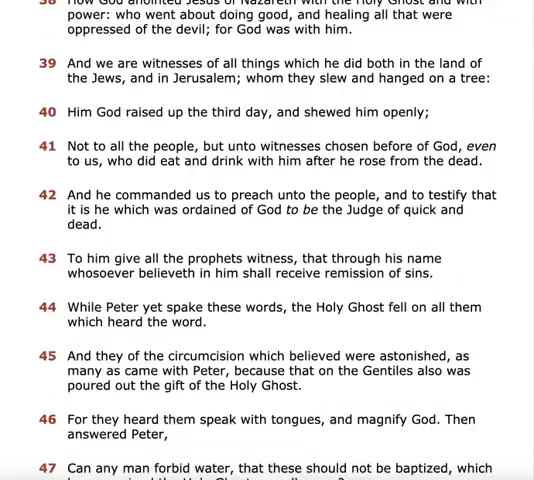 38 How God anointed Jesus of Nazareth with the Holy Ghost and with
power: who went about doing good, and healing all that were
oppressed of the devil; for God was with him.
39 And we are witnesses of all things which he did both in the land of
the Jews, and in Jerusalem; whom they slew and hanged on a tree:
40 Him God raised up the third day, and shewed him openly;
41 Not to all the people, but unto witnesses chosen before of God, even
to us, who did eat and drink with him after he rose from the dead.
42 And he commanded us to preach unto the people, and to testify that
it is he which was ordained of God to be the Judge of quick and
dead.
43 To him give all the prophets witness, that through his name
whosoever believeth in him shall receive remission of sins.
44 While Peter yet spake these words, the Holy Ghost fell on all them
which heard the word.
45 And they of the circumcision which believed were astonished, as
many as came with Peter, because that on the Gentiles also was
poured out the gift of the Holy Ghost.
46 For they heard them speak with tongues, and magnify God. Then
answered Peter,
47 Can any man forbid water, that these should not be baptized, which